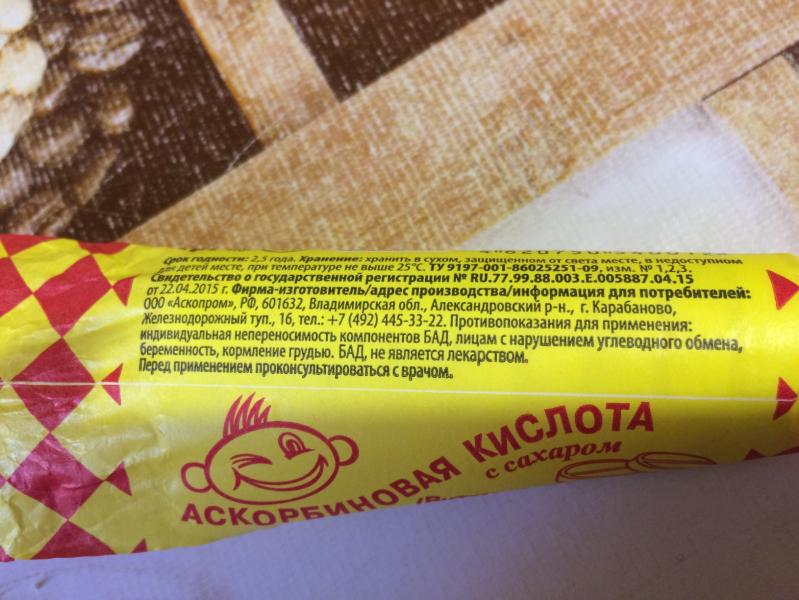 Срок годности: 2,5 года. Хранение: хранить в сухом, защищенном от света месте, в недоступном
для детей месте, при температуре не выше 25°С. ТУ 9197-001-86025251-09, изм. № 1,2,3.
Свидетельство о государственной регистрации № RU.77.99.88.003.Е.005887.04.15
от 22.04.2015 г. Фирма-изготовитель/адрес производства/информация для потребителей:
ООО «Аскопром», РФ, 601632, Владимирская обл., Александровский р-н., г. Карабаново,
Железнодорожный туп., 16, тел.: +7 (492) 445-33-22. Противопоказания для применения:
индивидуальная непереносимость компонентов БАД, лицам с нарушением углеводного обмена,
беременность, кормление грудью. БАД, не является лекарством.
Перед применением проконсультироваться с врачом.
АСКОРБИНОВАЯ КИСЛОТА
с сахаром